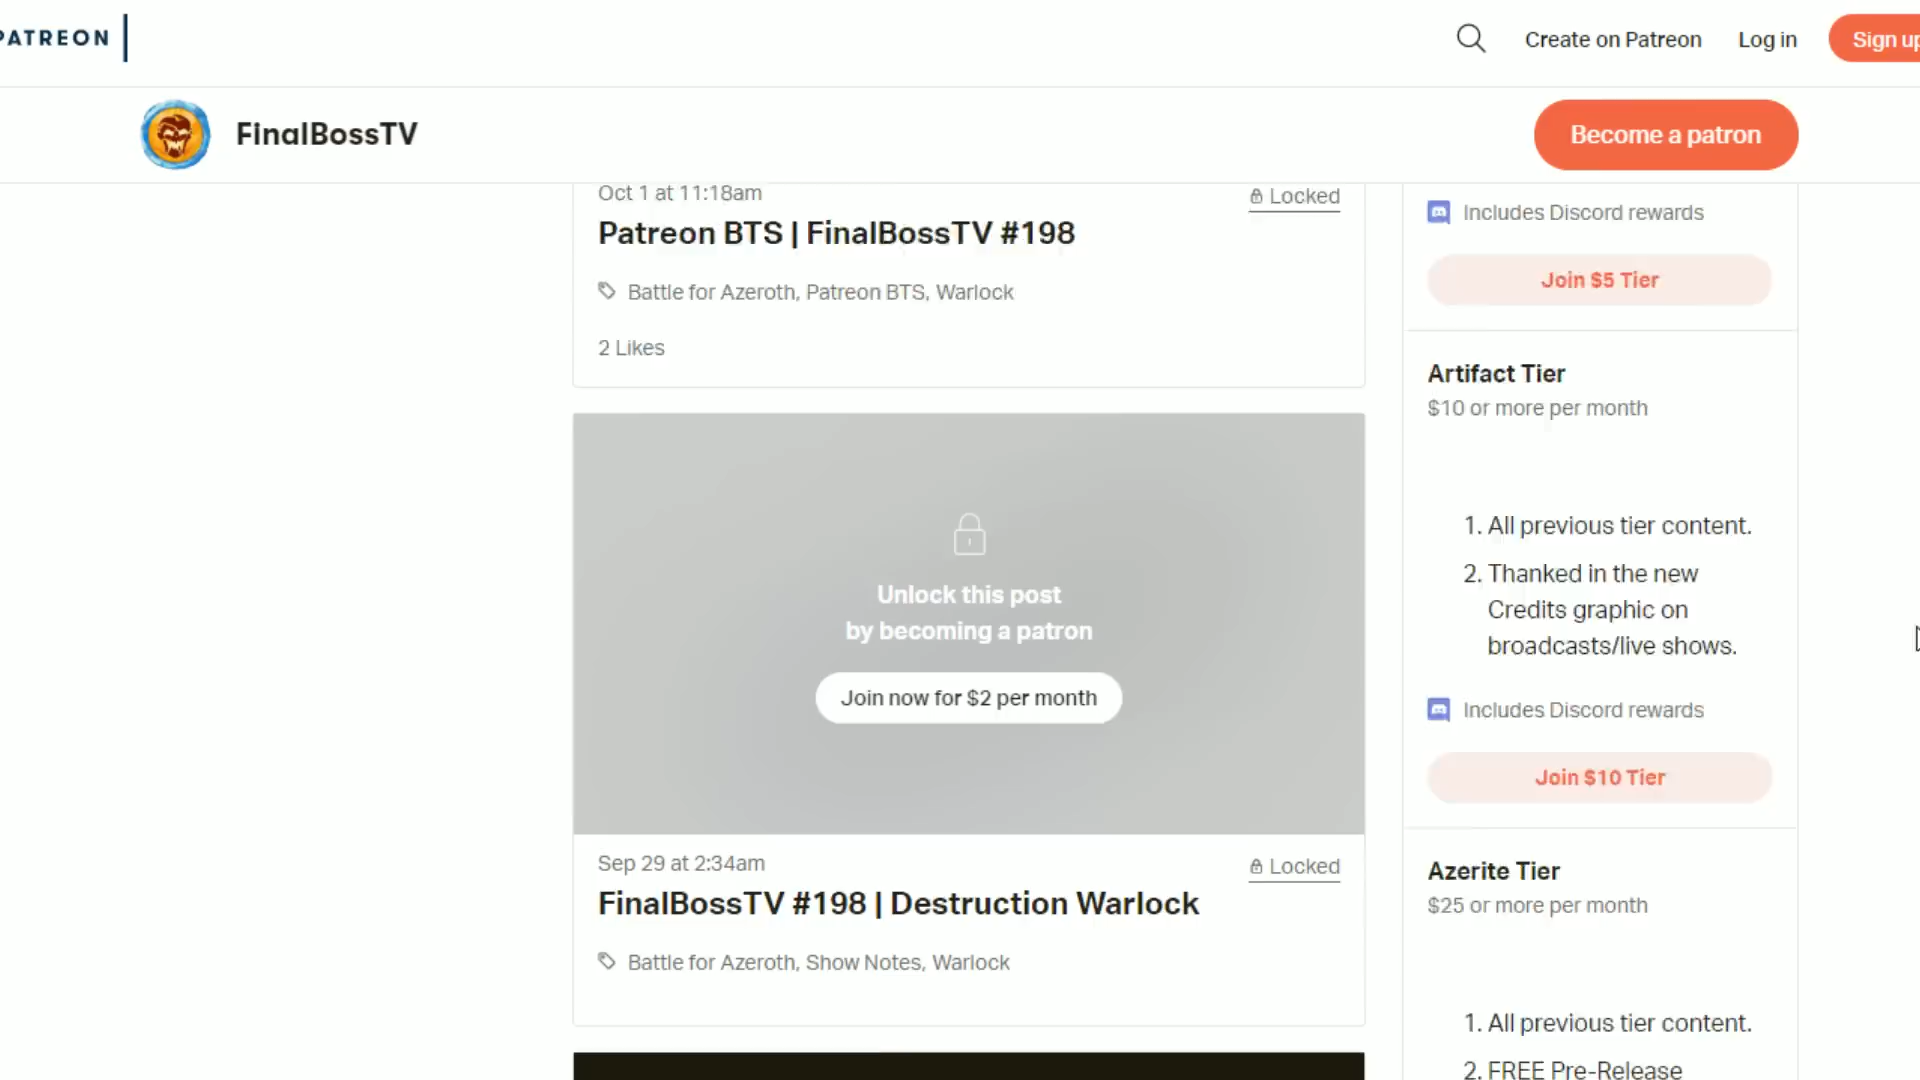 PATREON
Create on Patreon
Log in
Sign up
FinalBossTV
Become a patron
Oct 1 at 11:18am
Locked
Patreon BTS | FinalBossTV #198
Battle for Azeroth, Patreon BTS, Warlock
2 Likes
Unlock this post
by becoming a patron
Join now for $2 per month
Sep 29 at 2:34am
Locked
FinalBossTV #198 | Destruction Warlock
Battle for Azeroth, Show Notes, Warlock
Includes Discord rewards
Join $5 Tier
Artifact Tier
$10 or more per month
1. All previous tier content.
2. Thanked in the new
Credits graphic on
broadcasts/live shows.
Includes Discord rewards
Join $10 Tier
Azerite Tier
$25 or more per month
1. All previous tier content.
2. FREE Pre-Release